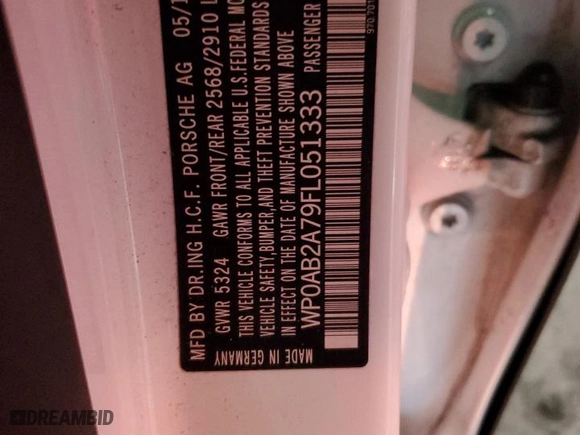 MFD BY DR.ING H.C.F. PORSCHE AG 05/1
GVWR 5324 GAWR FRONT/REAR 2568/2910 L
THIS VEHICLE CONFORMS TO ALL APPLICABLE U.S.FEDERAL MO
VEHICLE SAFETY,BUMPER,AND THEFT PREVENTION STANDARDS
IN EFFECT ON THE DATE OF MANUFACTURE SHOWN ABOVE
WP0AB2A79FL051333 PASSENGER
MADE IN GERMANY
970 701
DREAMBID